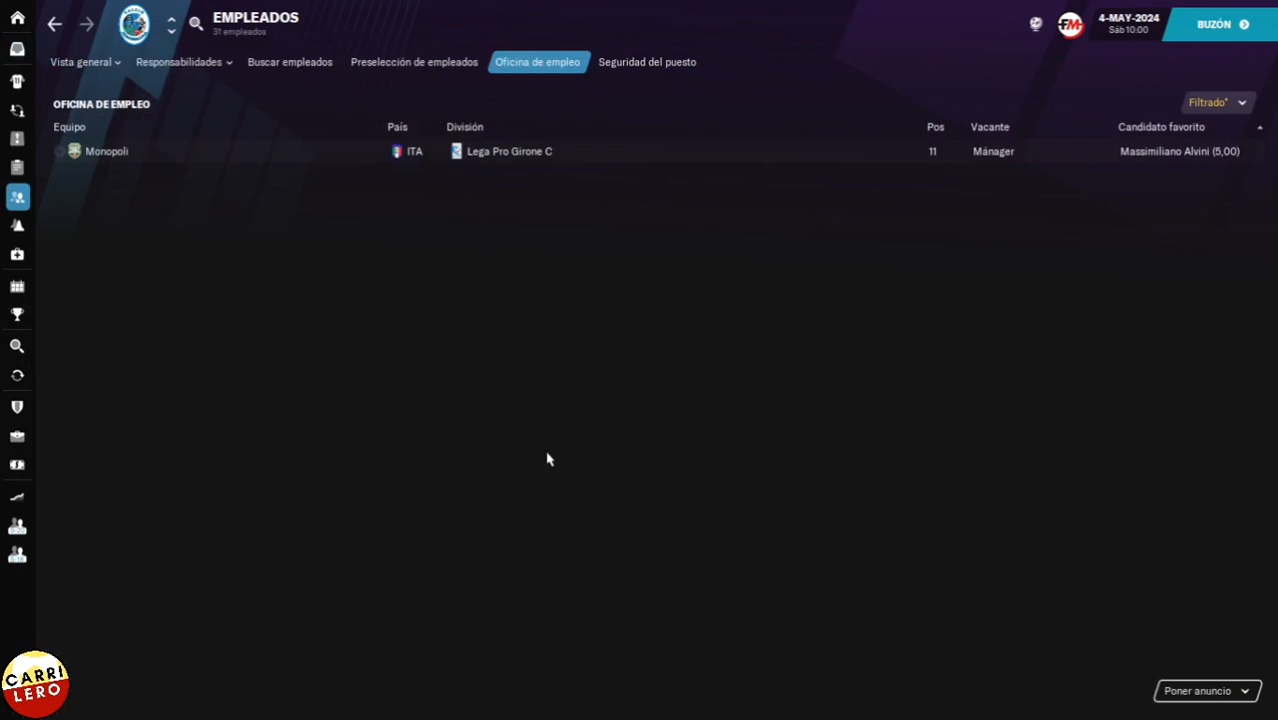 EMPLEADOS
31 empleados
4-MAY-2024
Sáb 10:00
BUZÓN
Vista general
Responsabilidades
Buscar empleados
Preselección de empleados
Oficina de empleo
Seguridad del puesto
OFICINA DE EMPLEO
Filtrado*
Equipo
País
División
Pos
Vacante
Candidato favorito
Monopoli
ITA
Lega Pro Girone C
11
Mánager
Massimiliano Alvini (5,00)
Poner anuncio
CARRI
LERO